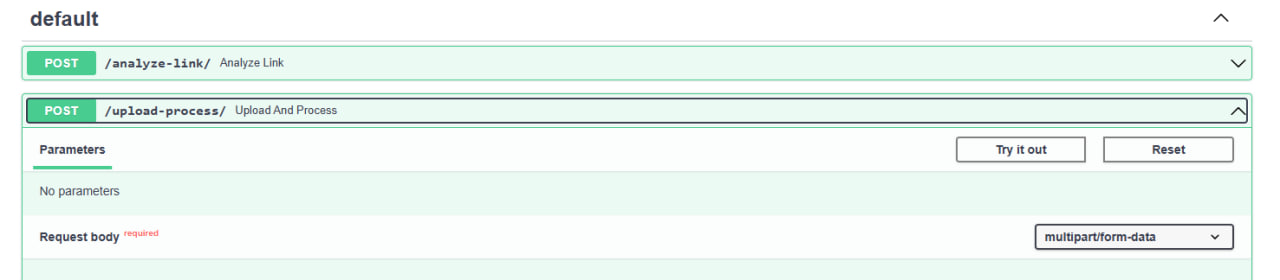 default
POST /analyze-link/ Analyze Link
POST /upload-process/ Upload And Process
Parameters Try it out Reset
No parameters
Request body required multipart/form-data